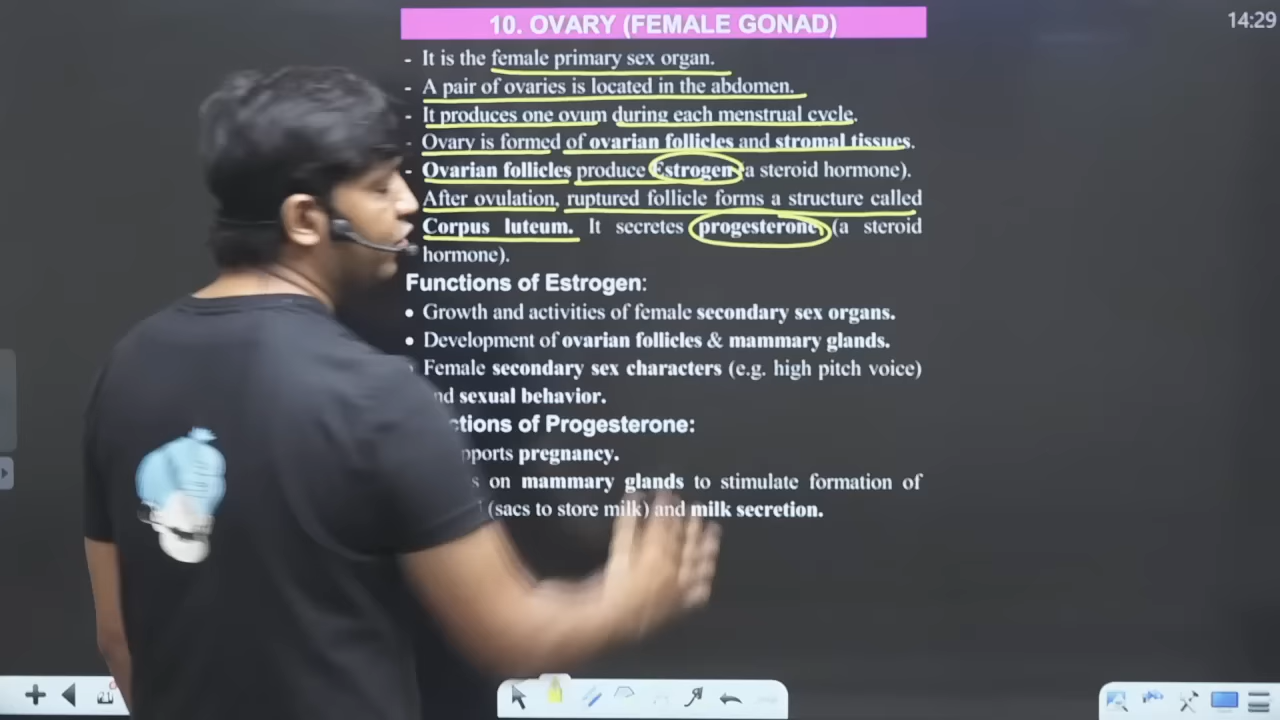 10. OVARY (FEMALE GONAD)
14:29
- It is the female primary sex organ.
- A pair of ovaries is located in the abdomen.
- It produces one ovum during each menstrual cycle.
- Ovary is formed of ovarian follicles and stromal tissues.
- Ovarian follicles produce Estrogen a steroid hormone).
After ovulation, ruptured follicle forms a structure called
Corpus luteum. It secretes progesterone (a steroid
hormone).
Functions of Estrogen:
• Growth and activities of female secondary sex organs.
• Development of ovarian follicles & mammary glands.
Female secondary sex characters (e.g. high pitch voice)
nd sexual behavior.
ctions of Progesterone:
pports pregnancy.
s on mammary glands to stimulate formation of
(sacs to store milk) and milk secretion.